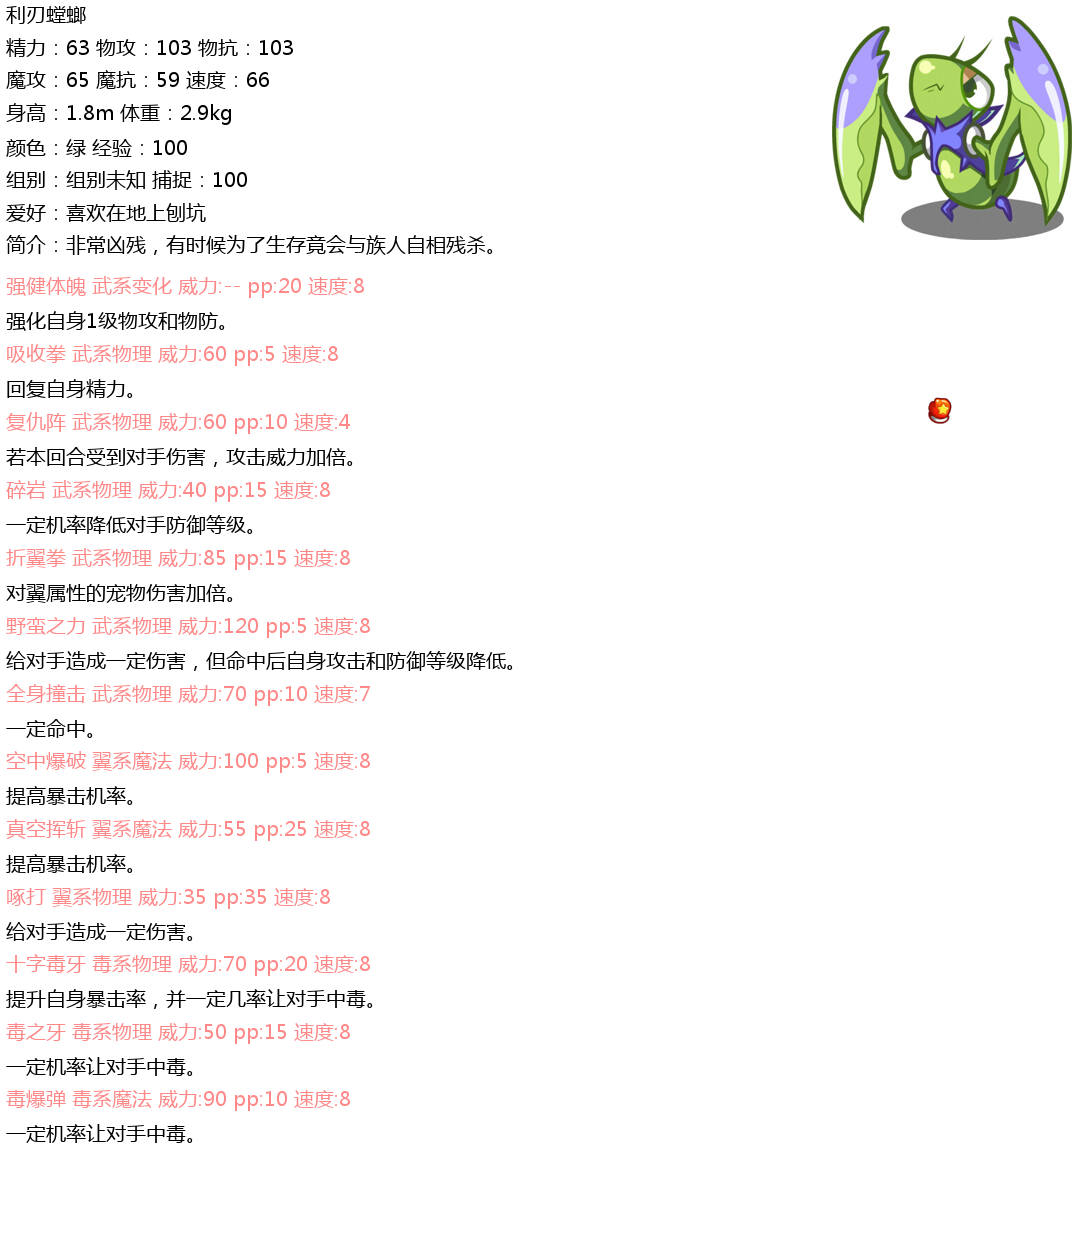 利刃螳螂
精力：63 物攻：103 物抗：103
魔攻：65 魔抗：59 速度：66
身高：1.8m 体重：2.9kg
颜色：绿 经验：100
组别：组别未知 捕捉：100
爱好：喜欢在地上刨坑
简介：非常凶残，有时候为了生存竟会与族人自相残杀。
强健体魄 武系变化 威力:-- pp:20 速度:8
强化自身1级物攻和物防。
吸收拳 武系物理 威力:60 pp:5 速度:8
回复自身精力。
复仇阵 武系物理 威力:60 pp:10 速度:4
若本回合受到对手伤害，攻击威力加倍。
碎岩 武系物理 威力:40 pp:15 速度:8
一定机率降低对手防御等级。
折翼拳 武系物理 威力:85 pp:15 速度:8
对翼属性的宠物伤害加倍。
野蛮之力 武系物理 威力:120 pp:5 速度:8
给对手造成一定伤害，但命中后自身攻击和防御等级降低。
全身撞击 武系物理 威力:70 pp:10 速度:7
一定命中。
空中爆破 翼系魔法 威力:100 pp:5 速度:8
提高暴击机率。
真空挥斩 翼系魔法 威力:55 pp:25 速度:8
提高暴击机率。
啄打 翼系物理 威力:35 pp:35 速度:8
给对手造成一定伤害。
十字毒牙 毒系物理 威力:70 pp:20 速度:8
提升自身暴击率，并一定几率让对手中毒。
毒之牙 毒系物理 威力:50 pp:15 速度:8
一定机率让对手中毒。
毒爆弹 毒系魔法 威力:90 pp:10 速度:8
一定机率让对手中毒。